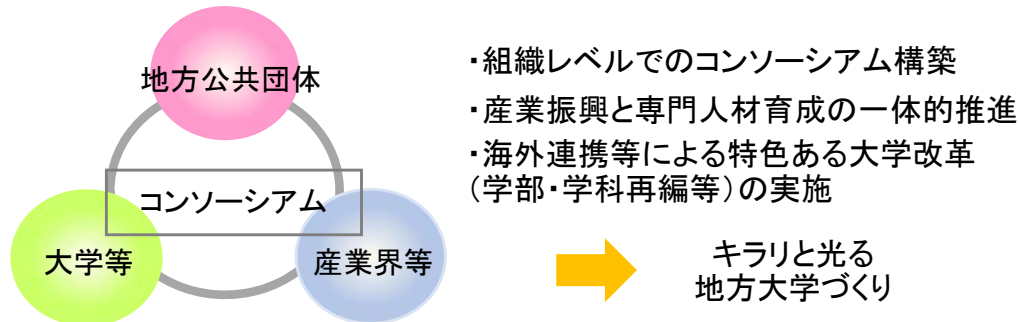 地方公共団体
コンソーシアム
大学等
産業界等
・組織レベルでのコンソーシアム構築
・産業振興と専門人材育成の一体的推進
・海外連携等による特色ある大学改革
(学部・学科再編等)の実施
キラリと光る
地方大学づくり